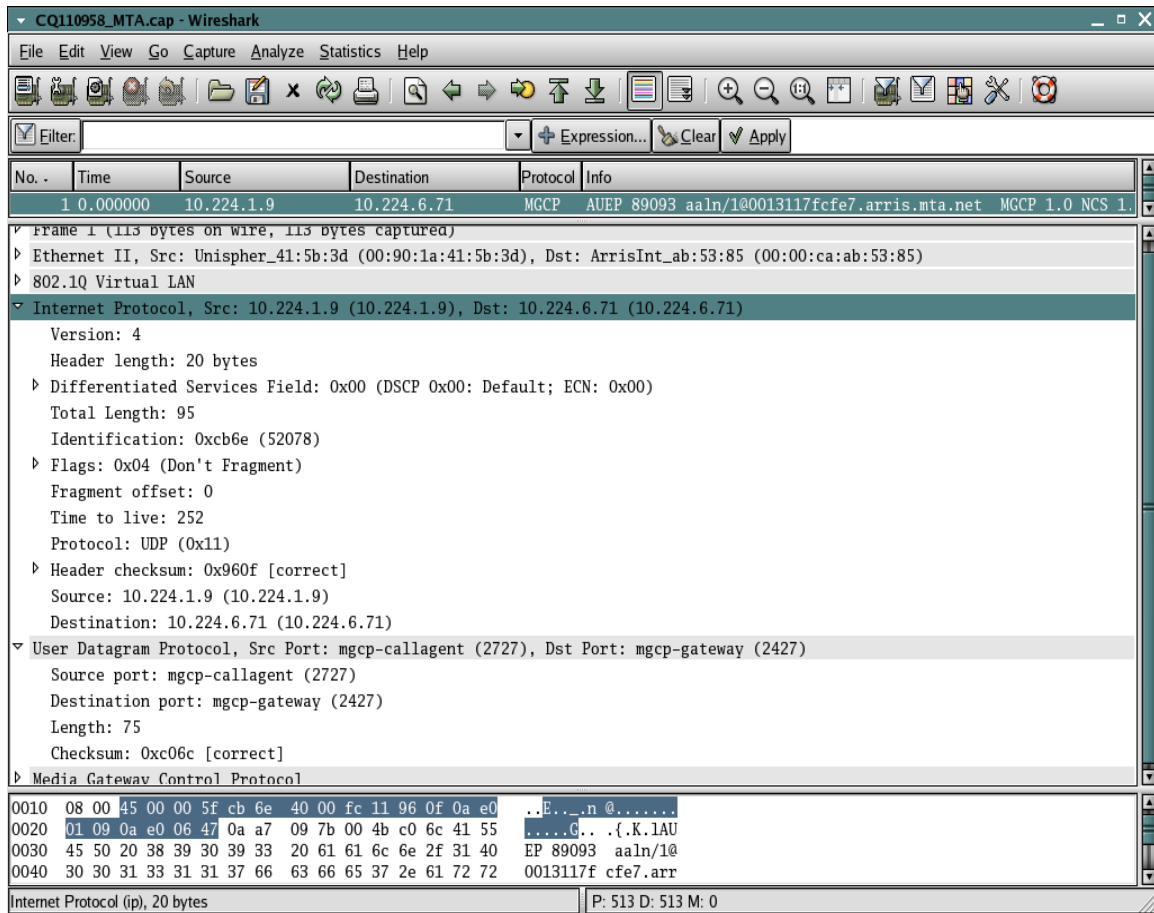 CQ110958_MTA.cap - Wireshark
File Edit View Go Capture Analyze Statistics Help
Filter: Expression... Clear Apply
No. . Time Source Destination Protocol Info
1 0.000000 10.224.1.9 10.224.6.71 MGCP AUEP 89093 aaln/1@0013117fcfe7.arris.mta.net MGCP 1.0 NCS 1.
Frame 1 (113 bytes on wire, 113 bytes captured)
Ethernet II, Src: Unispher_41:5b:3d (00:90:1a:41:5b:3d), Dst: ArrisInt_ab:53:85 (00:00:ca:ab:53:85)
802.1Q Virtual LAN
Internet Protocol, Src: 10.224.1.9 (10.224.1.9), Dst: 10.224.6.71 (10.224.6.71)
Version: 4
Header length: 20 bytes
Differentiated Services Field: 0x00 (DSCP 0x00: Default; ECN: 0x00)
Total Length: 95
Identification: 0xcb6e (52078)
Flags: 0x04 (Don't Fragment)
Fragment offset: 0
Time to live: 252
Protocol: UDP (0x11)
Header checksum: 0x960f [correct]
Source: 10.224.1.9 (10.224.1.9)
Destination: 10.224.6.71 (10.224.6.71)
User Datagram Protocol, Src Port: mgcp-callagent (2727), Dst Port: mgcp-gateway (2427)
Source port: mgcp-callagent (2727)
Destination port: mgcp-gateway (2427)
Length: 75
Checksum: 0xc06c [correct]
Media Gateway Control Protocol
0010 08 00 45 00 00 5f cb 6e 40 00 fc 11 96 0f 0a e0 ..E.._.n @.......
0020 01 09 0a e0 06 47 0a a7 09 7b 00 4b c0 6c 41 55 .....G.. .{.K.lAU
0030 45 50 20 38 39 30 39 33 20 61 61 6c 6e 2f 31 40 EP 89093 aaln/1@
0040 30 30 31 33 31 31 37 66 63 66 65 37 2e 61 72 72 0013117f cfe7.arr
Internet Protocol (ip), 20 bytes P: 513 D: 513 M: 0